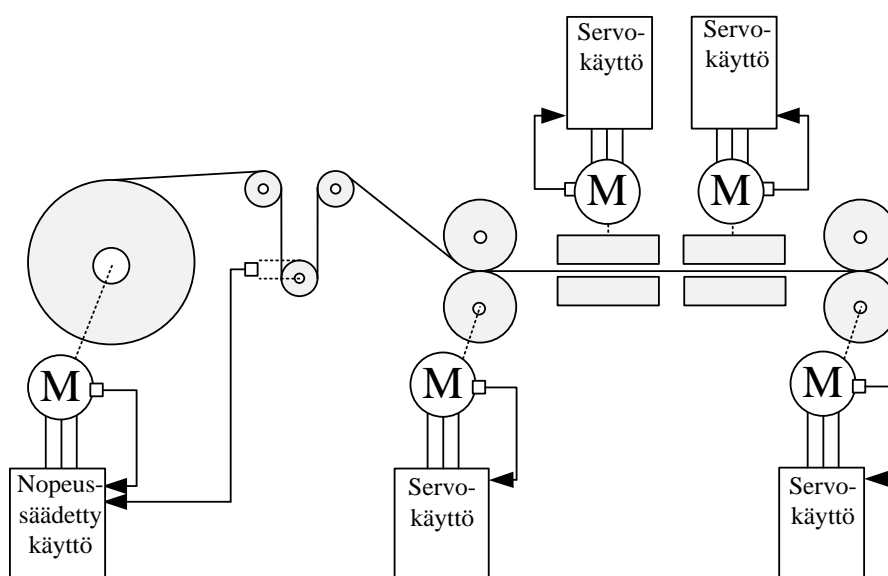 Servo-
käyttö
Servo-
käyttö
M
M
M
M
M
Nopeus-
säädetty
käyttö
Servo-
käyttö
Servo-
käyttö